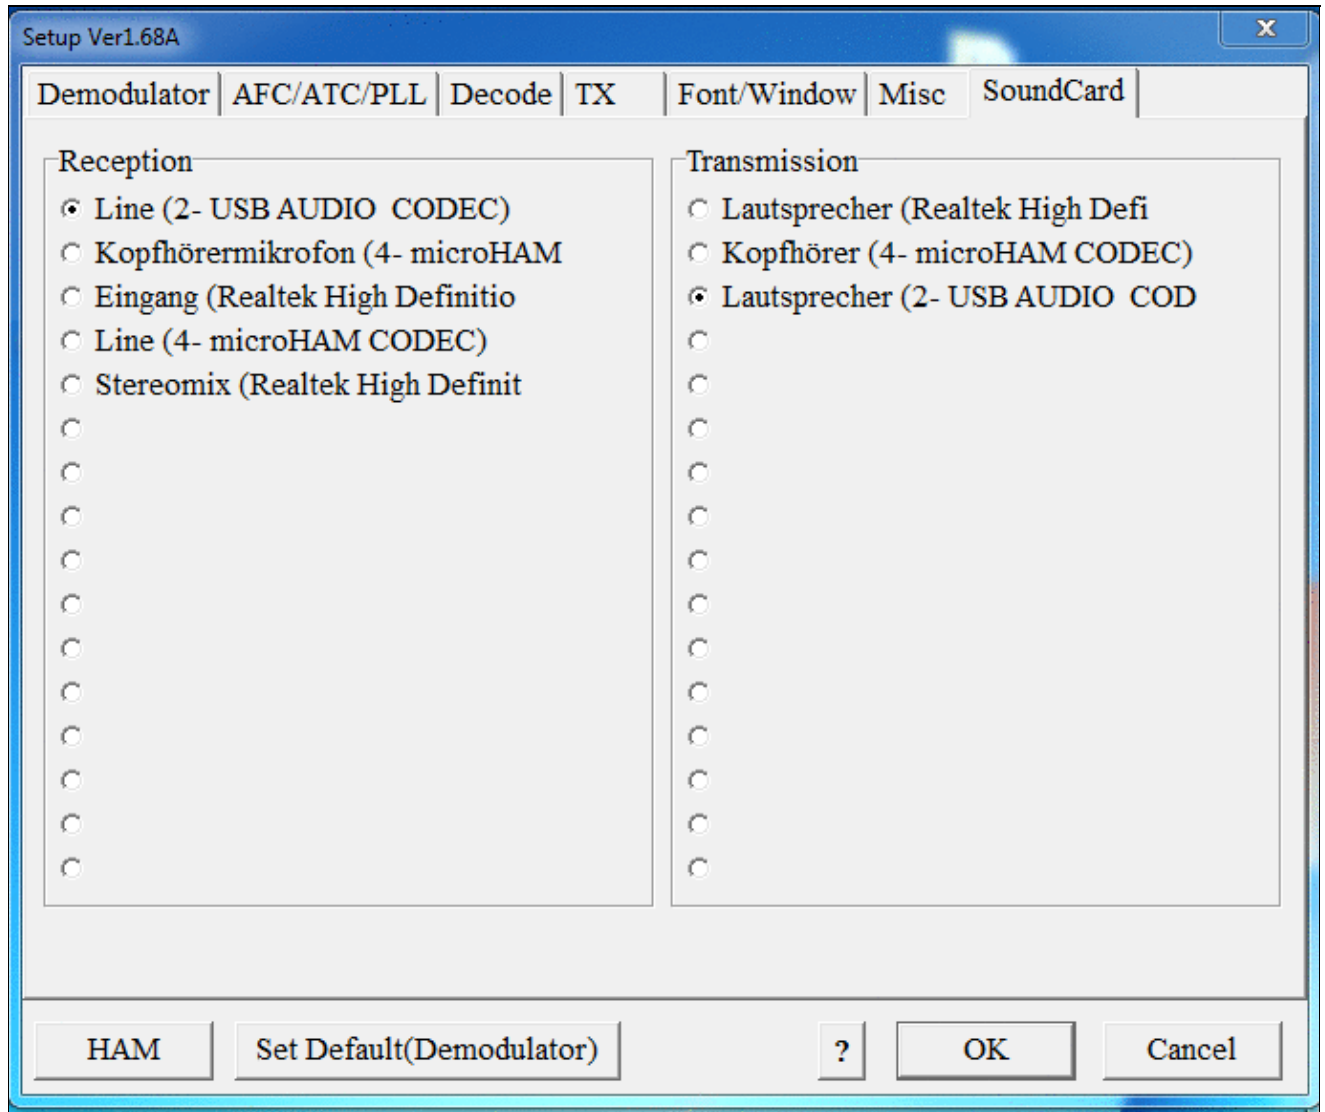 Setup Ver1.68A
x
Demodulator AFC/ATC/PLL Decode TX Font/Window Misc SoundCard
Reception
Line (2- USB AUDIO  CODEC)
Kopfhörermikrofon (4- microHAM
Eingang (Realtek High Definitio
Line (4- microHAM CODEC)
Stereomix (Realtek High Definit
Transmission
Lautsprecher (Realtek High Defi
Kopfhörer (4- microHAM CODEC)
Lautsprecher (2- USB AUDIO  COD
HAM Set Default(Demodulator) ? OK Cancel